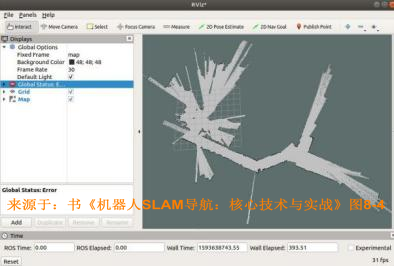 RViz*
File Panels Help
Interact Move Camera Select Focus Camera Measure 2D Pose Estimate 2D Nav Goal Publish Point
Displays
Global Options
Fixed Frame map
Background Color 48; 48; 48
Frame Rate 30
Default Light
Global Status: E...
Grid
Map
Global Status: Error
来源于：书《机器人SLAM导航：核心技术与实战》图8-4
Add Duplicate Remove Rename
Time
ROS Time: 0.00 ROS Elapsed: 0.00 Wall Time: 1593638743.55 Wall Elapsed: 393.51 Experimental
Reset 31 fps